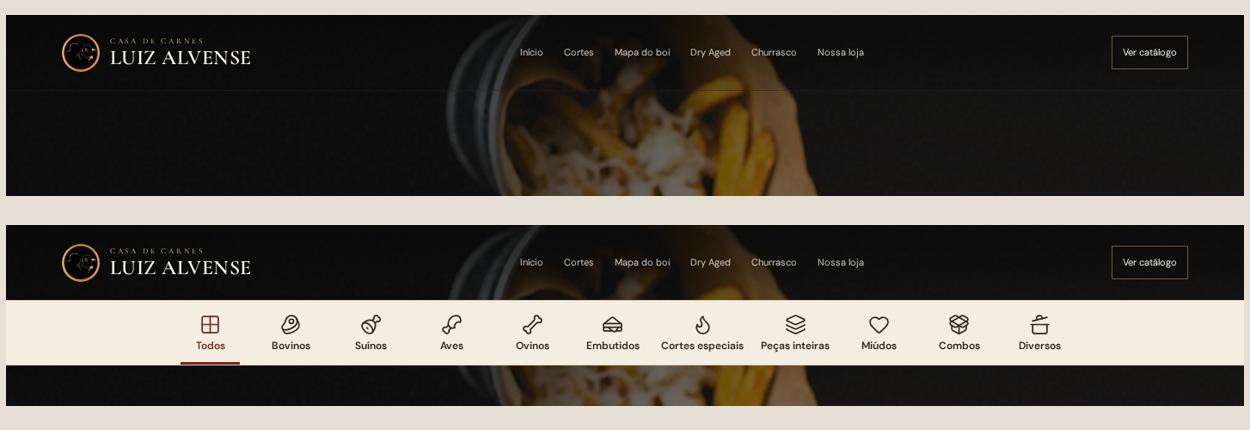 CASA DE CARNES
LUIZ ALVENSE
Início Cortes Mapa do boi Dry Aged Churrasco Nossa loja
Ver catálogo
CASA DE CARNES
LUIZ ALVENSE
Início Cortes Mapa do boi Dry Aged Churrasco Nossa loja
Ver catálogo
Todos Bovinos Suínos Aves Ovinos Embutidos Cortes especiais Peças inteiras Miúdos Combos Diversos